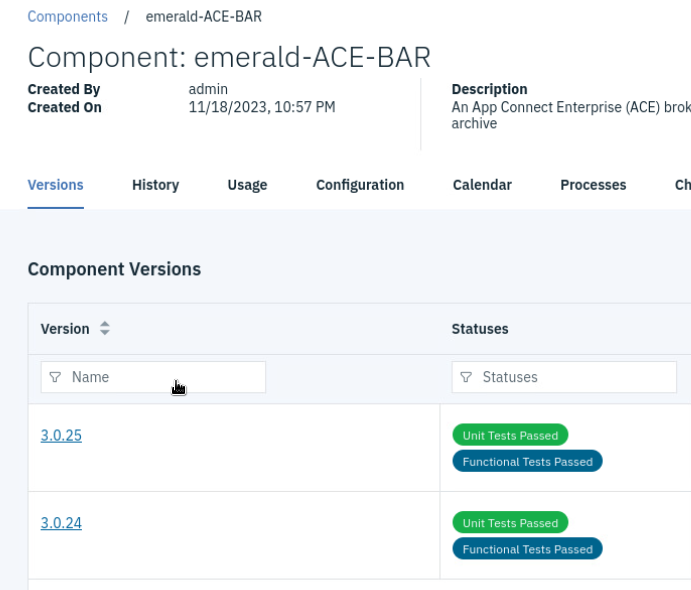 Components / emerald-ACE-BAR
Component: emerald-ACE-BAR
Created By admin
Created On 11/18/2023, 10:57 PM
Description
An App Connect Enterprise (ACE) brok
archive
Versions History Usage Configuration Calendar Processes Ch
Component Versions
Version Statuses
Name Statuses
3.0.25 Unit Tests Passed
Functional Tests Passed
3.0.24 Unit Tests Passed
Functional Tests Passed